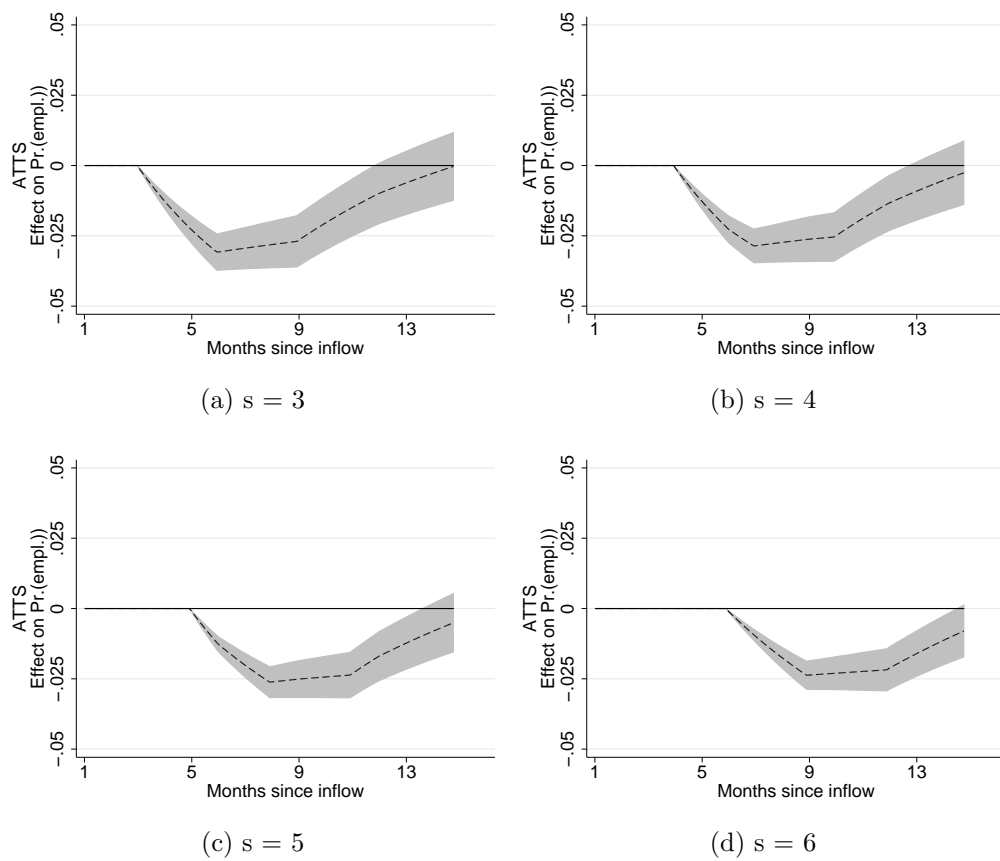 ATTS
Effect on Pr.(empl.))
.05
.025
0
−.025
−.05
1 5 9 13
Months since inflow
(a) s = 3
ATTS
Effect on Pr.(empl.))
.05
.025
0
−.025
−.05
1 5 9 13
Months since inflow
(b) s = 4
ATTS
Effect on Pr.(empl.))
.05
.025
0
−.025
−.05
1 5 9 13
Months since inflow
(c) s = 5
ATTS
Effect on Pr.(empl.))
.05
.025
0
−.025
−.05
1 5 9 13
Months since inflow
(d) s = 6